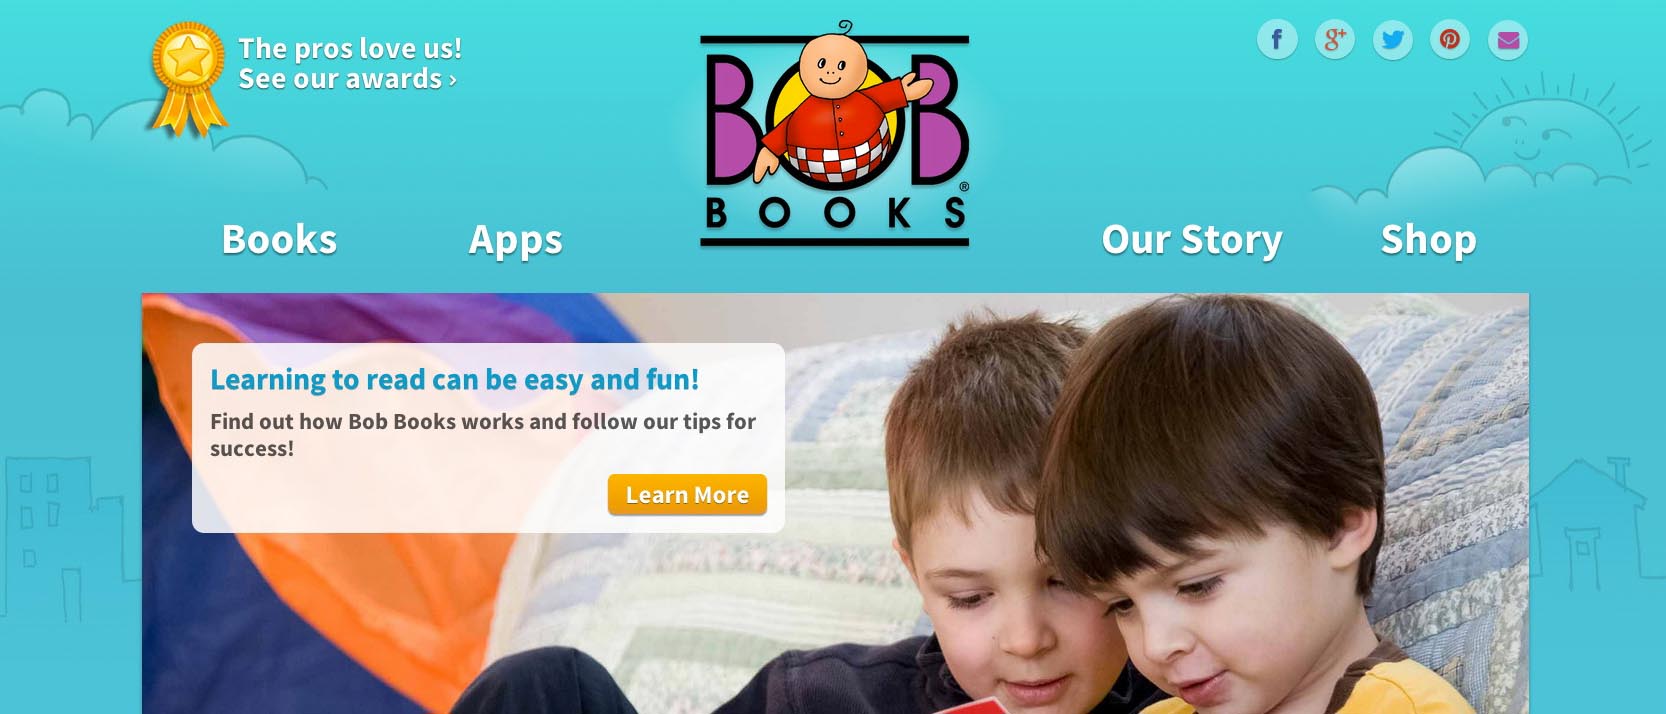 The pros love us!
See our awards ›
BOB
BOOKS®
Books
Apps
Our Story
Shop
Learning to read can be easy and fun!
Find out how Bob Books works and follow our tips for
success!
Learn More